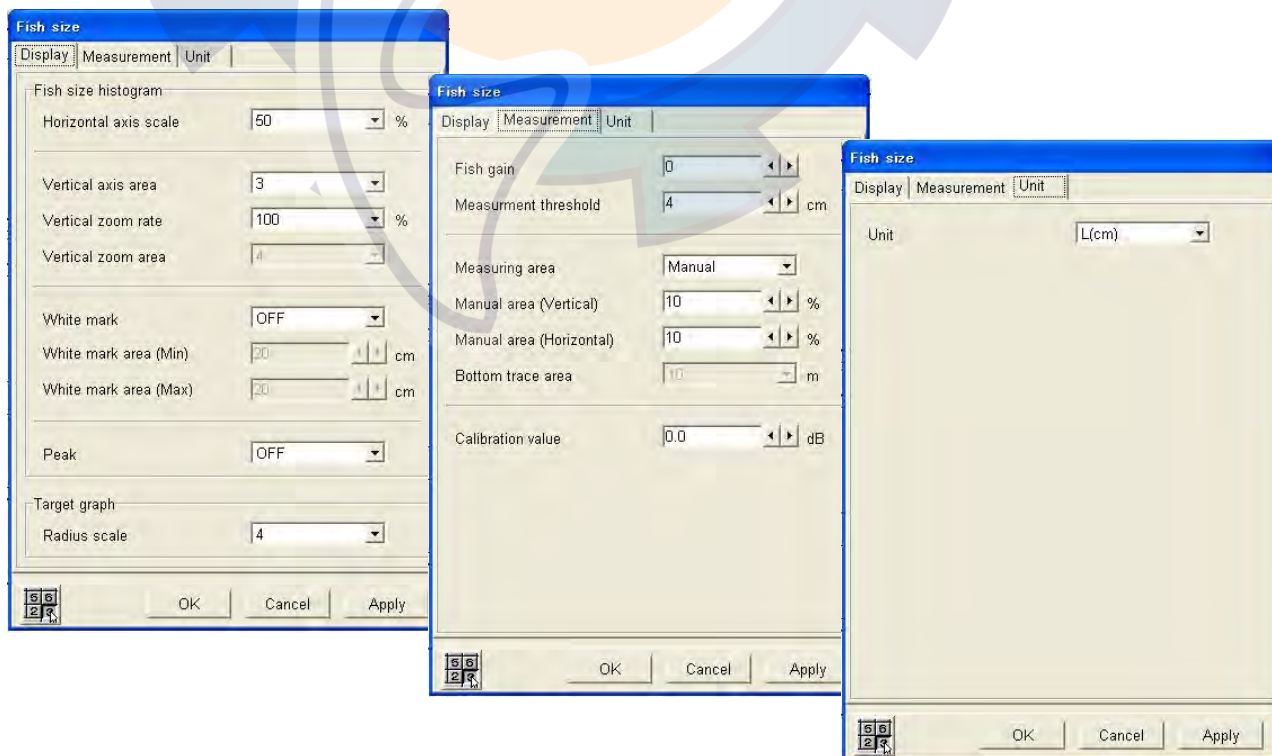 Fish size
Display Measurement Unit
Fish size histogram
Horizontal axis scale 50 %
Vertical axis area 3
Vertical zoom rate 100 %
Vertical zoom area 4
White mark OFF
White mark area (Min) 20 cm
White mark area (Max) 20 cm
Peak OFF
Target graph
Radius scale 4
OK Cancel Apply
Fish size
Display Measurement Unit
Fish gain 0
Measurment threshold 4 cm
Measuring area Manual
Manual area (Vertical) 10 %
Manual area (Horizontal) 10 %
Bottom trace area 10 m
Calibration value 0.0 dB
OK Cancel Apply
Fish size
Display Measurement Unit
Unit L(cm)
OK Cancel Apply